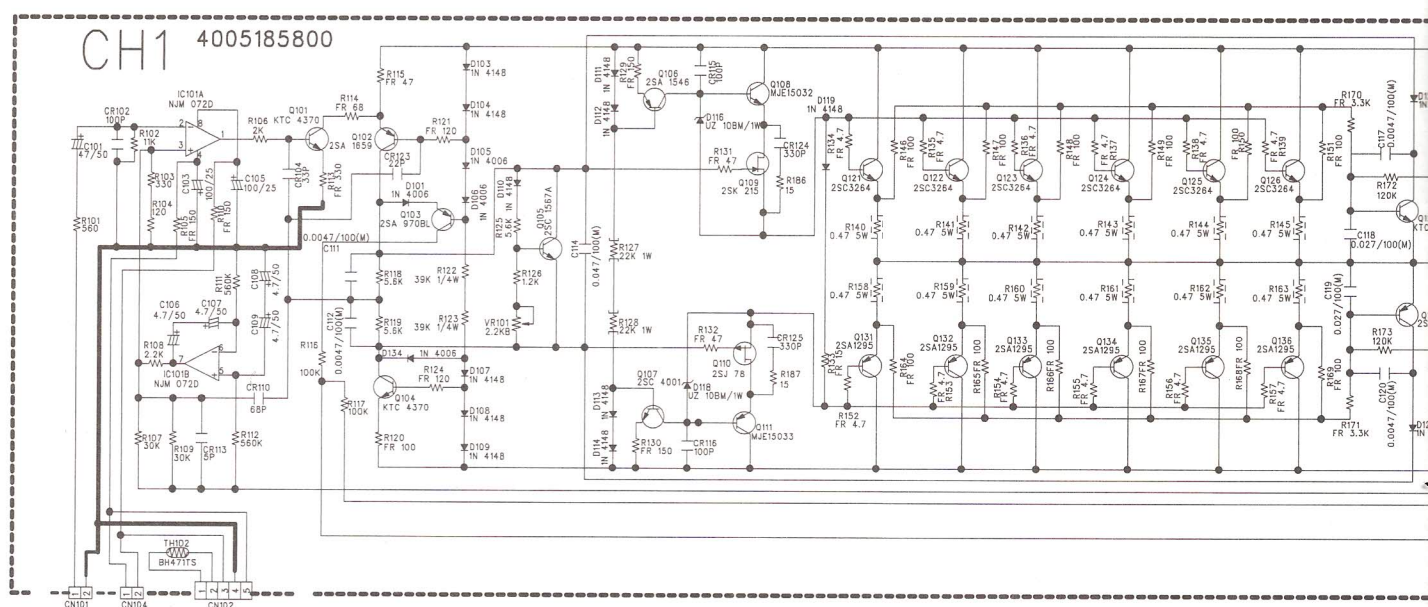 CH1 4005185800
IC101A
NJM 072D
CR102
100P
C101
47/50
R102
11K
2
3
8
4
1
R103
330
R104
120
R101
560
R105
FR 150
C103
100/25
FR 150
C105
100/25
R106
2K
Q101
KTC 4370
CR104
33P
R113
FR 330
R114
FR 68
R115
FR 47
Q102
2SA 1659
CR123
22P
R121
FR 120
D103
1N 4148
D104
1N 4148
D105
1N 4006
D106
1N 4006
D101
1N 4006
Q103
2SA 970BL
0.0047/100(M)
C111
R111
560K
C108
4.7/50
C109
4.7/50
C106
4.7/50
C107
4.7/50
R108
2.2K
7
6
5
IC101B
NJM 072D
CR110
68P
R107
30K
R109
30K
CR113
5P
R112
560K
R116
100K
R117
100K
C112
0.0047/100(M)
R118
5.6K
R119
5.6K
R122
39K 1/4W
R123
39K 1/4W
D134
1N 4006
R124
FR 120
Q104
KTC 4370
R120
FR 100
D107
1N 4148
D108
1N 4148
D109
1N 4148
D110
1N 4148
R125
5.6K
Q105
2SC 1567A
R126
1.2K
VR101
2.2KB
C114
0.047/100(M)
D111
1N 4148
D112
1N 4148
R129
FR 150
Q106
2SA 1546
CR115
100P
Q108
MJE15032
D116
UZ 10BM/1W
R131
FR 47
Q109
2SK 215
CR124
330P
R186
15
R127
22K 1W
R128
22K 1W
R132
FR 47
Q110
2SJ 78
CR125
330P
R187
15
Q107
2SC 4001
D118
UZ 10BM/1W
Q111
MJE15033
D113
1N 4148
D114
1N 4148
R130
FR 150
CR116
100P
D119
1N 4148
R134
FR 4.7
Q121
2SC3264
R146
FR 100
R135
FR 4.7
Q122
2SC3264
R147
FR 100
R136
FR 4.7
Q123
2SC3264
R148
FR 100
R137
FR 4.7
Q124
2SC3264
R149
FR 100
R138
FR 4.7
Q125
2SC3264
R150
FR 100
R139
FR 4.7
Q126
2SC3264
R151
FR 100
R140
0.47 5W
R141
0.47 5W
R142
0.47 5W
R143
0.47 5W
R144
0.47 5W
R145
0.47 5W
R158
0.47 5W
R159
0.47 5W
R160
0.47 5W
R161
0.47 5W
R162
0.47 5W
R163
0.47 5W
R133
FR 15
Q131
2SA1295
R152
FR 4.7
R164
FR 100
Q132
2SA1295
R153
FR 4.7
R165 FR 100
Q133
2SA1295
R154
FR 4.7
R166 FR 100
Q134
2SA1295
R155
FR 4.7
R167 FR 100
Q135
2SA1295
R156
FR 4.7
R168 FR 100
Q136
2SA1295
R157
FR 4.7
R169
FR 100
R170
FR 3.3K
C117
0.0047/100(M)
R172
120K
C118
0.027/100(M)
C119
0.027/100(M)
R173
120K
C120
0.0047/100(M)
R171
FR 3.3K
TH102
BH471TS
1 2
1 2
1 2 3 4 5
CN101
CN104
CN102